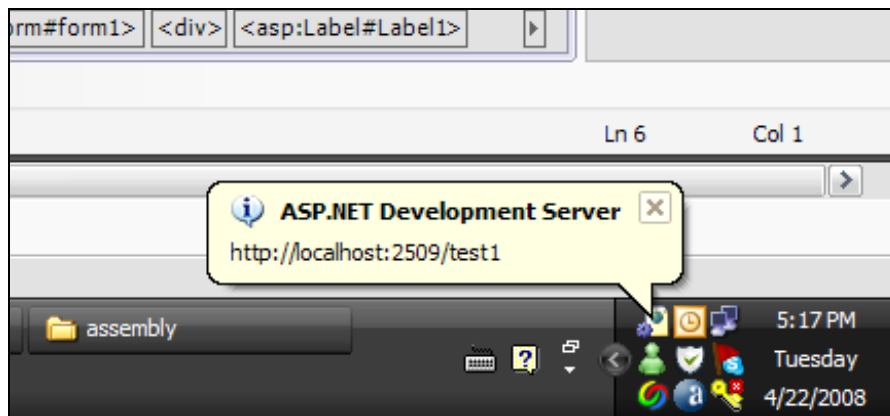 orm#form1> <div> <asp:Label#Label1>
Ln 6 Col 1
ASP.NET Development Server
http://localhost:2509/test1
assembly
5:17 PM
Tuesday
4/22/2008